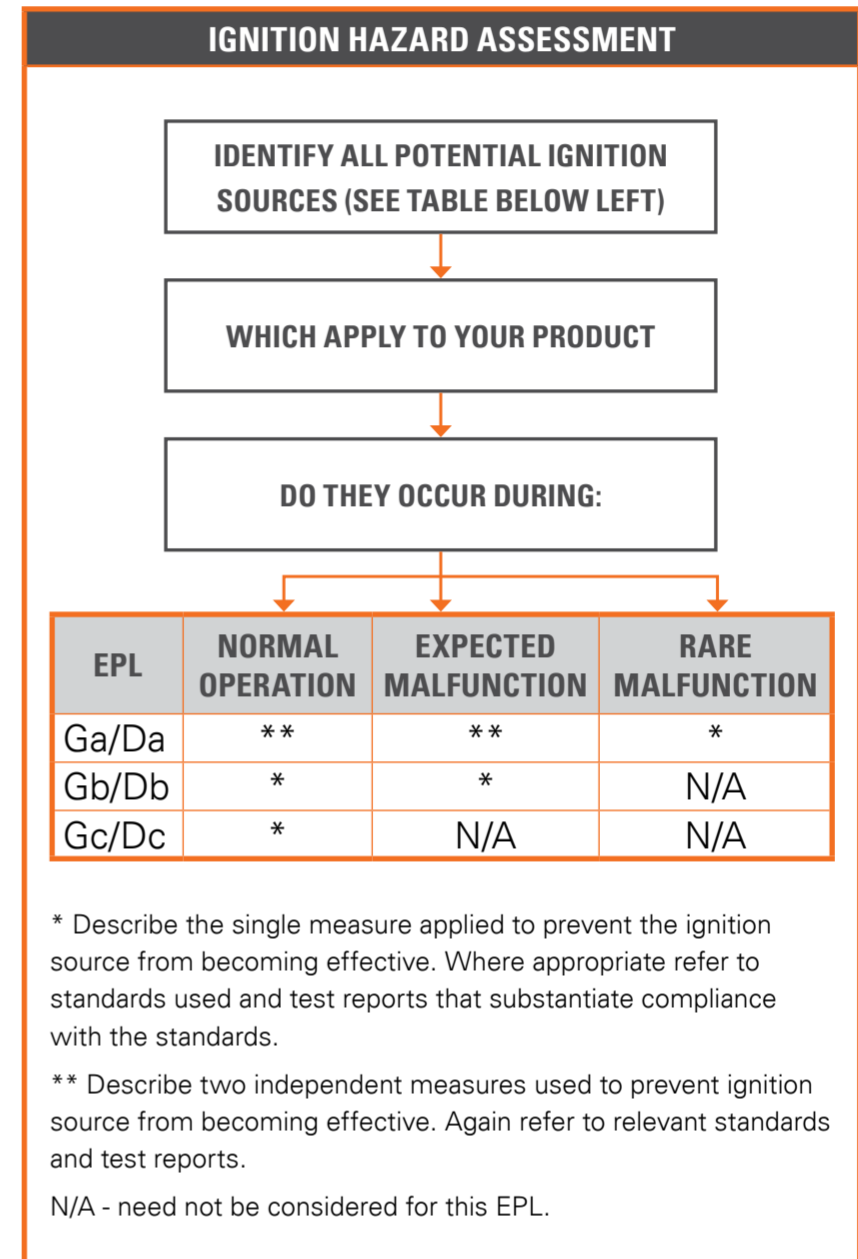 IGNITION HAZARD ASSESSMENT
IDENTIFY ALL POTENTIAL IGNITION
SOURCES (SEE TABLE BELOW LEFT)
WHICH APPLY TO YOUR PRODUCT
DO THEY OCCUR DURING:
EPL NORMAL OPERATION EXPECTED MALFUNCTION RARE MALFUNCTION
Ga/Da ** ** *
Gb/Db * * N/A
Gc/Dc * N/A N/A
* Describe the single measure applied to prevent the ignition
source from becoming effective. Where appropriate refer to
standards used and test reports that substantiate compliance
with the standards.
** Describe two independent measures used to prevent ignition
source from becoming effective. Again refer to relevant standards
and test reports.
N/A - need not be considered for this EPL.